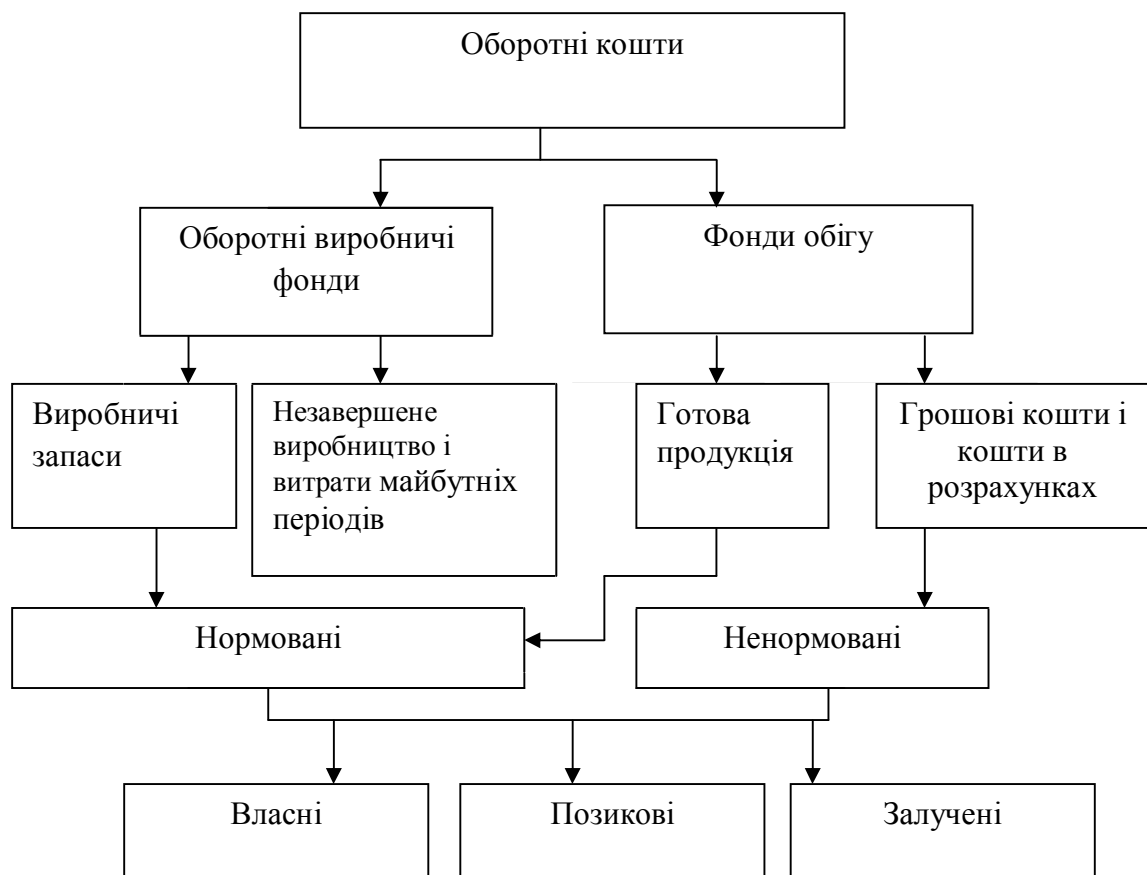 Оборотні кошти
Оборотні виробничі
фонди
Фонди обігу
Виробничі
запаси
Незавершене
виробництво і
витрати майбутніх
періодів
Готова
продукція
Грошові кошти і
кошти в
розрахунках
Нормовані
Ненормовані
Власні
Позикові
Залучені